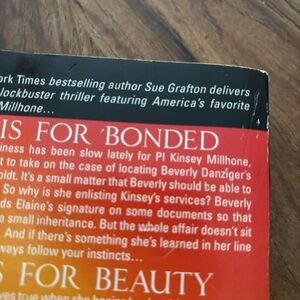 ork Times bestselling author Sue Grafton delivers
lockbuster thriller featuring America's favorite
Millhone...
IS FOR 'BONDED
iness has been slow lately for PI Kinsey Millhone,
t to take on the case of locating Beverly Danziger's
oldt. It's a small matter that Beverly should be able to
. So why is she enlisting Kinsey's services? Beverly
ds Elaine's signature on some documents so that
a small inheritance. But the whole affair doesn't sit
. And if there's something she's learned in her line
ways follow your instincts...
S FOR BEAUTY